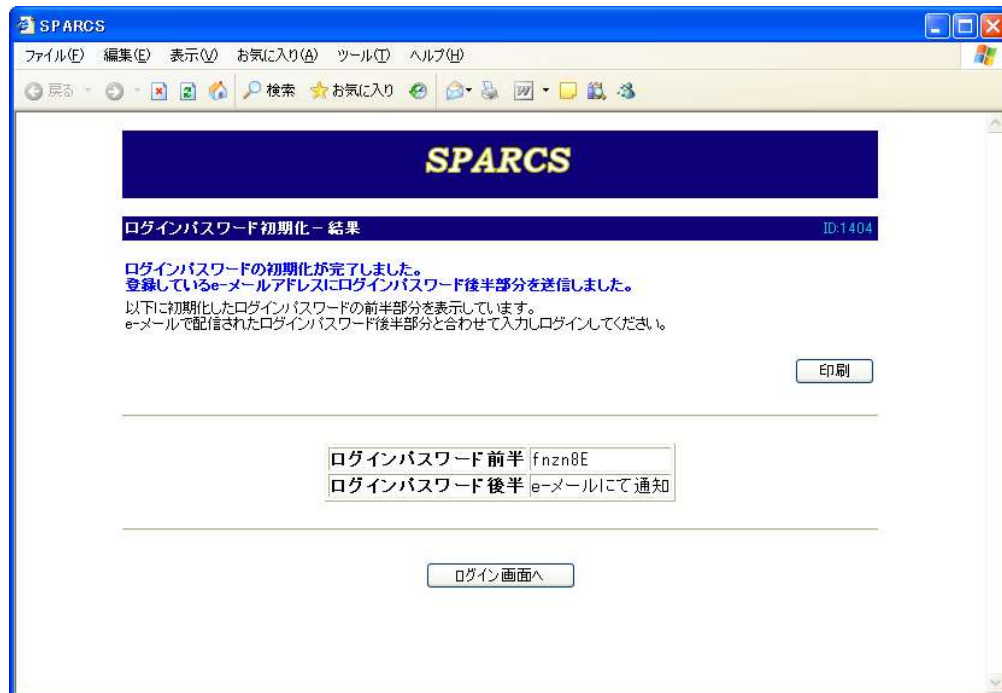 SPARCS
ファイル(F) 編集(E) 表示(V) お気に入り(A) ツール(T) ヘルプ(H)
戻る 検索 お気に入り
SPARCS
ログインパスワード初期化－結果 ID:1404
ログインパスワードの初期化が完了しました。
登録しているe-メールアドレスにログインパスワード後半部分を送信しました。
以下に初期化したログインパスワードの前半部分を表示しています。
e-メールで配信されたログインパスワード後半部分と合わせて入力しログインしてください。
印刷
ログインパスワード前半 fnzn8E
ログインパスワード後半 e-メールにて通知
ログイン画面へ